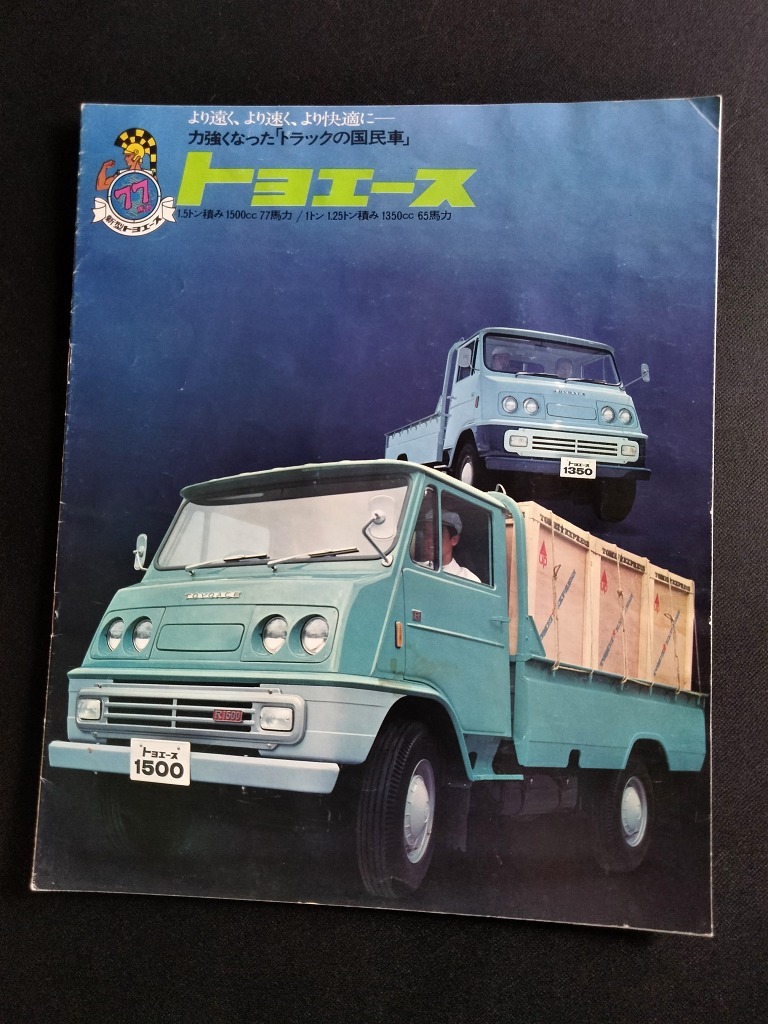 より遠く、より速く、より快適に──
力強くなった「トラックの国民車」
トヨエース
1.5トン積み 1500cc 77馬力 / 1トン 1.25トン積み 1350cc 65馬力
77
新型トヨエース
TOYOACE
トヨエース
1350
TOYOACE
R1500
"トヨエース"
1500